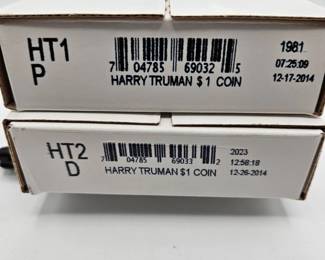 HT1
P
7 04785 69032 5
HARRY TRUMAN $1 COIN
1981
07:25:09
12-17-2014
HT2
D
7 04785 69033 2
HARRY TRUMAN $1 COIN
2023
12:56:18
12-26-2014